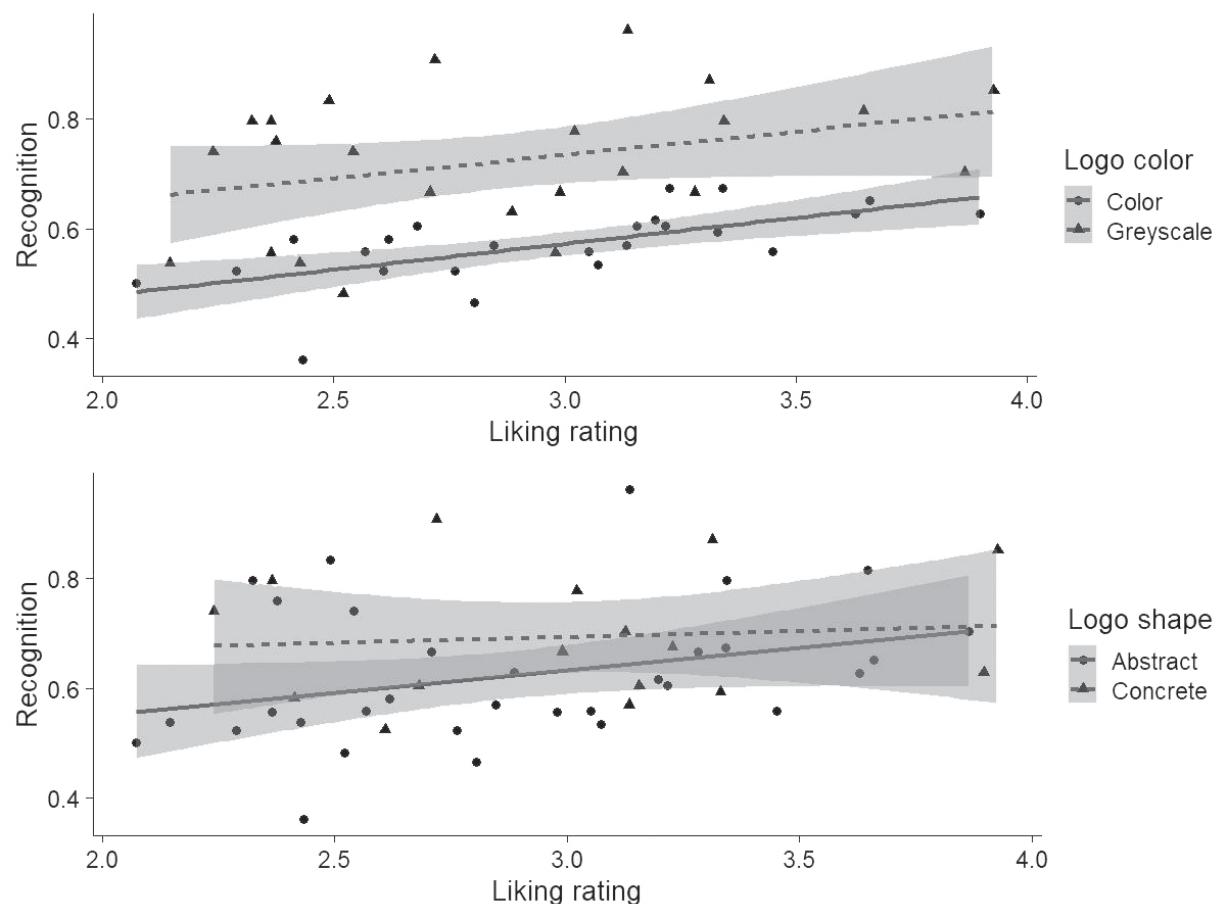 Recognition
0.8
0.6
0.4
2.0 2.5 3.0 3.5 4.0
Liking rating
Logo color
Color
Greyscale
Recognition
0.8
0.6
0.4
2.0 2.5 3.0 3.5 4.0
Liking rating
Logo shape
Abstract
Concrete